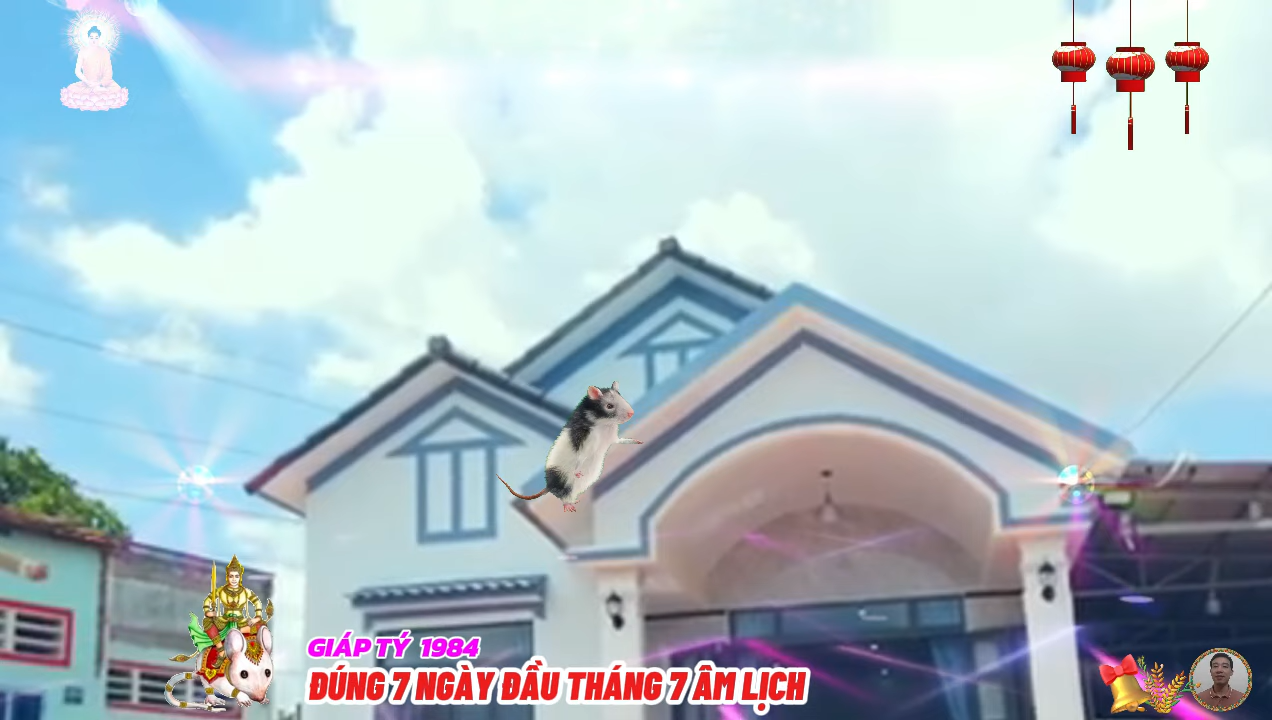 GIÁP TÝ 1984
ĐÚNG 7 NGÀY ĐẦU THÁNG 7 ÂM LỊCH